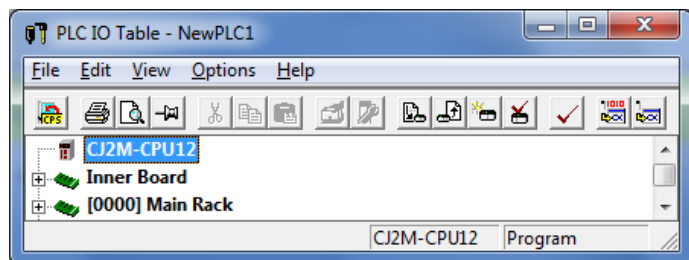 PLC IO Table - NewPLC1
File Edit View Options Help
CPS
CJ2M-CPU12
Inner Board
[0000] Main Rack
CJ2M-CPU12 Program